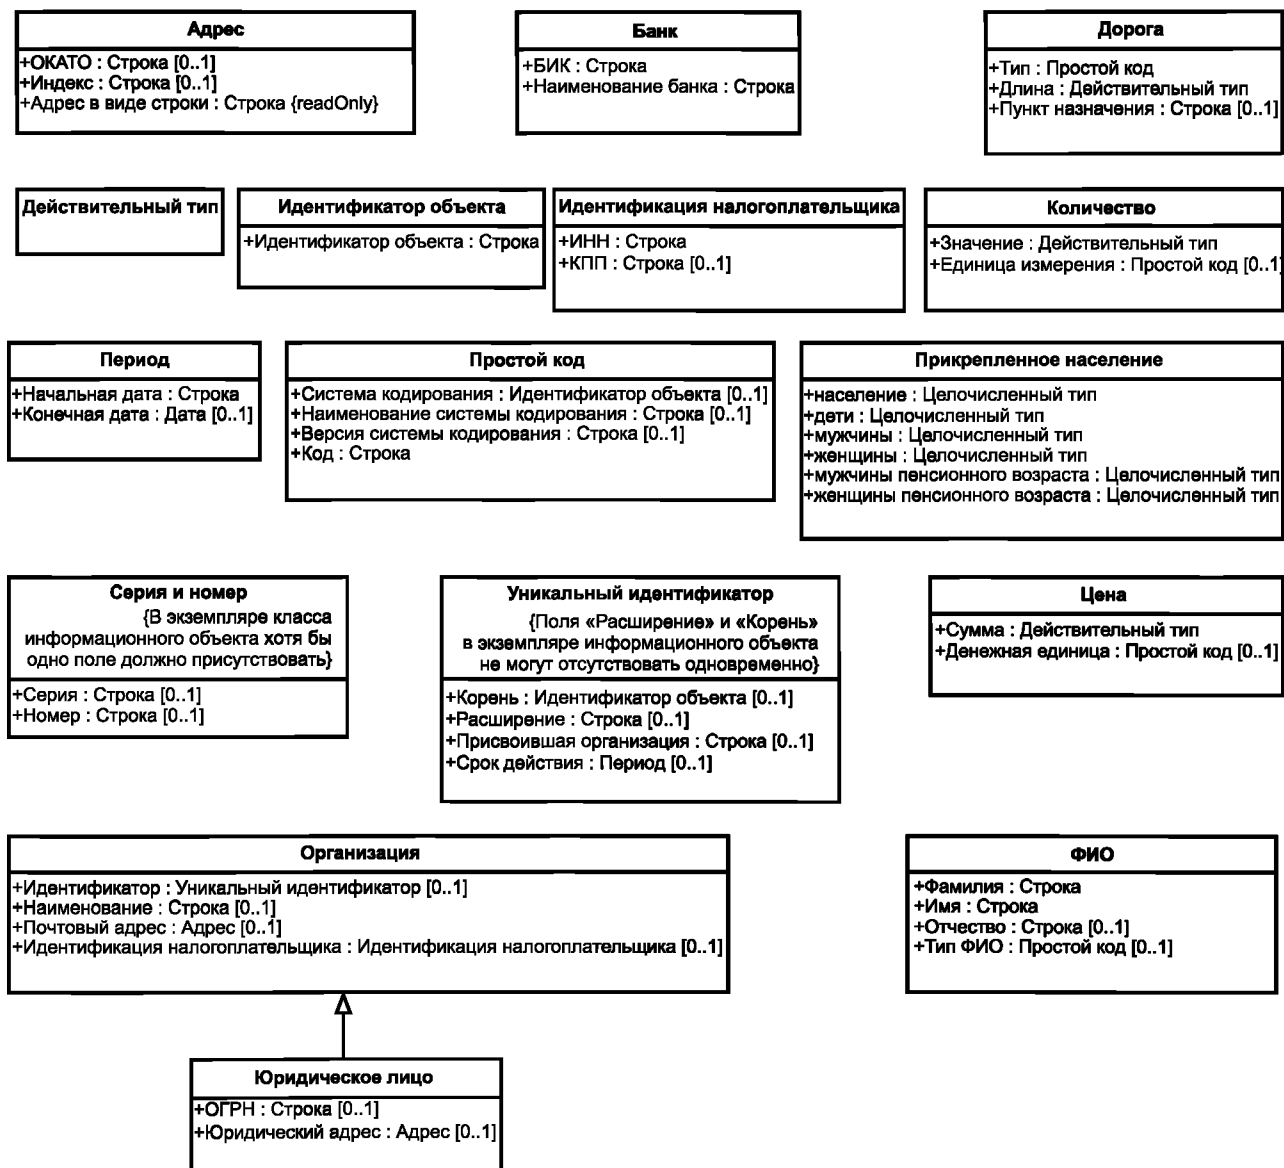 Адрес
+ОКАТО : Строка [0..1]
+Индекс : Строка [0..1]
+Адрес в виде строки : Строка {readOnly}
Банк
+БИК : Строка
+Наименование банка : Строка
Дорога
+Тип : Простой код
+Длина : Действительный тип
+Пункт назначения : Строка [0..1]
Действительный тип
Идентификатор объекта
+Идентификатор объекта : Строка
Идентификация налогоплательщика
+ИНН : Строка
+КПП : Строка [0..1]
Количество
+Значение : Действительный тип
+Единица измерения : Простой код [0..1]
Период
+Начальная дата : Строка
+Конечная дата : Дата [0..1]
Простой код
+Система кодирования : Идентификатор объекта [0..1]
+Наименование системы кодирования : Строка [0..1]
+Версия системы кодирования : Строка [0..1]
+Код : Строка
Прикрепленное население
+население : Целочисленный тип
+дети : Целочисленный тип
+мужчины : Целочисленный тип
+женщины : Целочисленный тип
+мужчины пенсионного возраста : Целочисленный тип
+женщины пенсионного возраста : Целочисленный тип
Серия и номер
{В экземпляре класса
информационного объекта хотя бы
одно поле должно присутствовать}
+Серия : Строка [0..1]
+Номер : Строка [0..1]
Уникальный идентификатор
{Поля «Расширение» и «Корень»
в экземпляре информационного объекта
не могут отсутствовать одновременно}
+Корень : Идентификатор объекта [0..1]
+Расширение : Строка [0..1]
+Присвоившая организация : Строка [0..1]
+Срок действия : Период [0..1]
Цена
+Сумма : Действительный тип
+Денежная единица : Простой код [0..1]
Организация
+Идентификатор : Уникальный идентификатор [0..1]
+Наименование : Строка [0..1]
+Почтовый адрес : Адрес [0..1]
+Идентификация налогоплательщика : Идентификация налогоплательщика [0..1]
ФИО
+Фамилия : Строка
+Имя : Строка
+Отчество : Строка [0..1]
+Тип ФИО : Простой код [0..1]
Юридическое лицо
+ОГРН : Строка [0..1]
+Юридический адрес : Адрес [0..1]